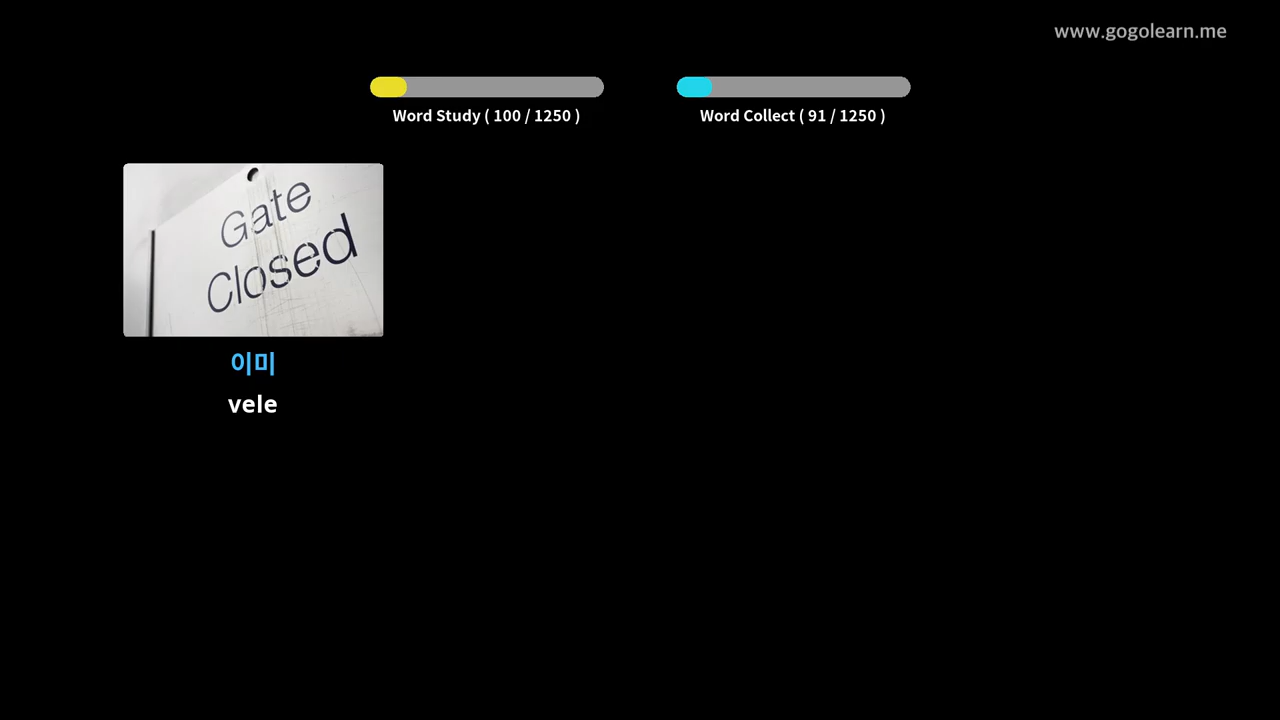 www.gogolearn.me
Word Study ( 100 / 1250 )
Word Collect ( 91 / 1250 )
Gate
Closed
이미
vele